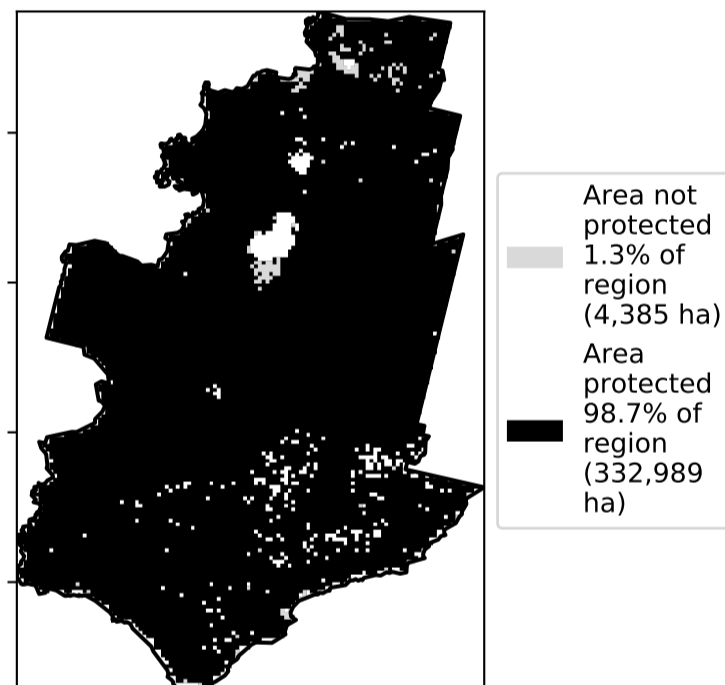 Area not
protected
1.3% of
region
(4,385 ha)
Area
protected
98.7% of
region
(332,989
ha)